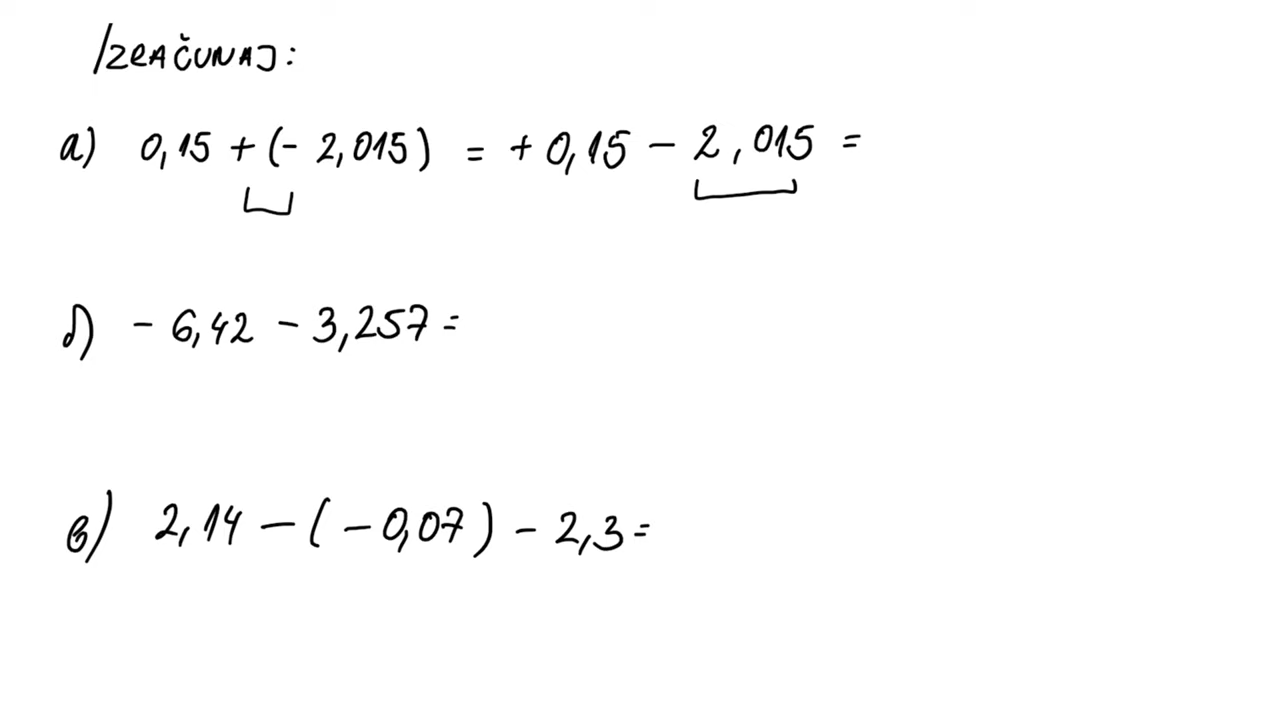 IZRAČUNAJ:
а) 0,15 + (- 2,015) = + 0,15 - 2,015 =
б) - 6,42 - 3,257 =
в) 2,14 - (- 0,07) - 2,3 =